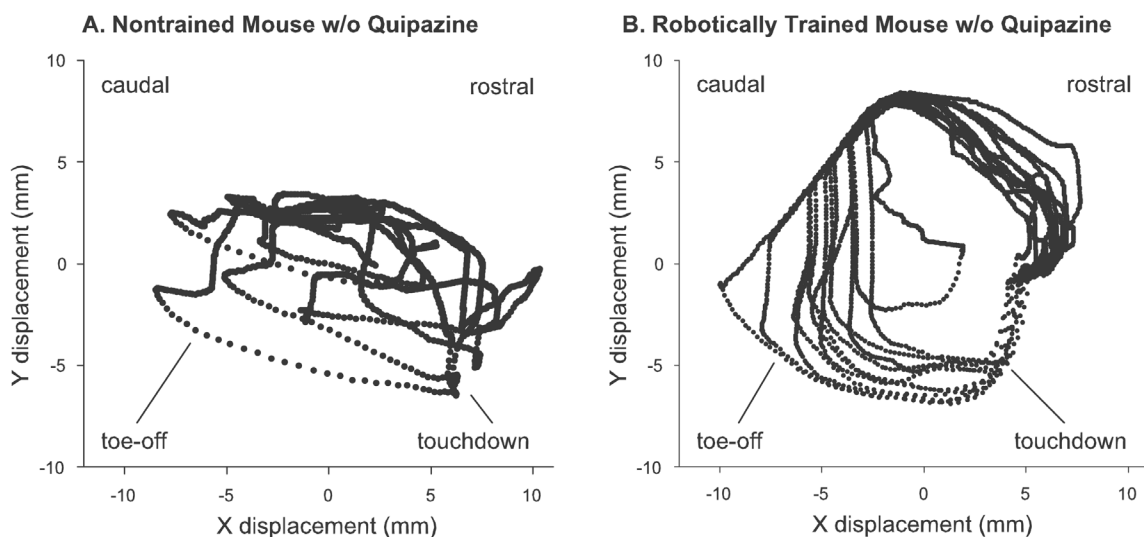 A. Nontrained Mouse w/o Quipazine
10
caudal
rostral
5
0
-5
-10
Y displacement (mm)
toe-off
touchdown
-10
-5
0
5
10
X displacement (mm)
B. Robotically Trained Mouse w/o Quipazine
10
caudal
rostral
5
0
-5
-10
Y displacement (mm)
toe-off
touchdown
-10
-5
0
5
10
X displacement (mm)